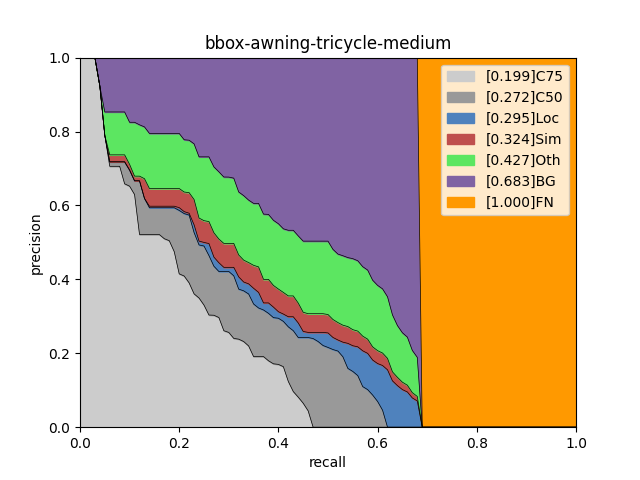 bbox-awning-tricycle-medium
1.0
0.8
0.6
0.4
0.2
0.0
precision
[0.199]C75
[0.272]C50
[0.295]Loc
[0.324]Sim
[0.427]Oth
[0.683]BG
[1.000]FN
0.0 0.2 0.4 0.6 0.8 1.0
recall